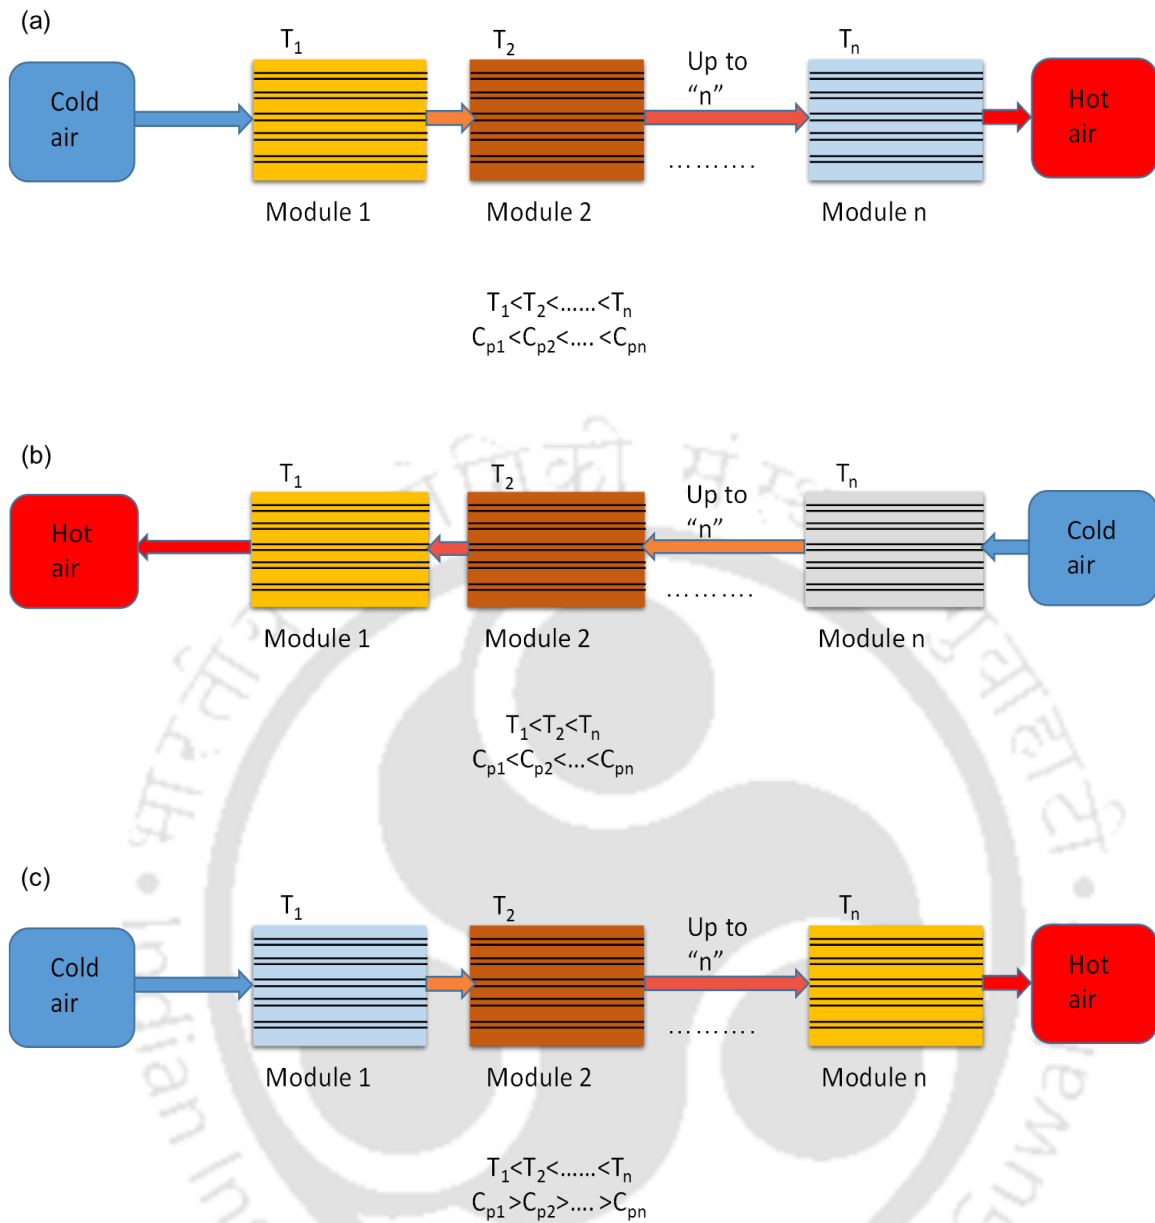 (a)
T₁ T₂ Tₙ
Cold air
Up to “n”
Hot air
..........
Module 1 Module 2 Module n
T₁<T₂<......<Tₙ
Cₚ₁<Cₚ₂<.... <Cₚₙ
(b)
T₁ T₂ Tₙ
Hot air
Up to “n”
Cold air
..........
Module 1 Module 2 Module n
T₁<T₂<Tₙ
Cₚ₁<Cₚ₂<...<Cₚₙ
(c)
T₁ T₂ Tₙ
Cold air
Up to “n”
Hot air
..........
Module 1 Module 2 Module n
T₁<T₂<......<Tₙ
Cₚ₁>Cₚ₂>.... >Cₚₙ
Indian In
Guwa